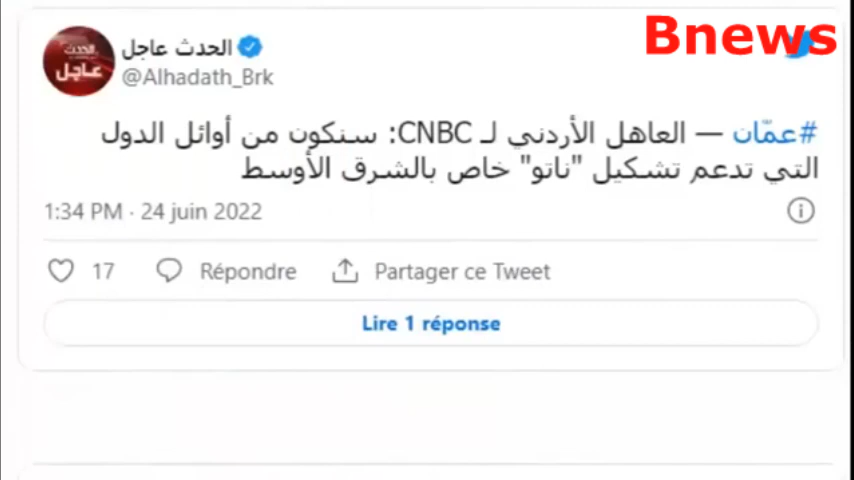 Bnews
الحدث عاجل
الحدث
عاجل
@Alhadath_Brk
#عمّان — العاهل الأردني لـ CNBC: سنكون من أوائل الدول
التي تدعم تشكيل "ناتو" خاص بالشرق الأوسط
1:34 PM · 24 juin 2022
17 Répondre Partager ce Tweet
Lire 1 réponse